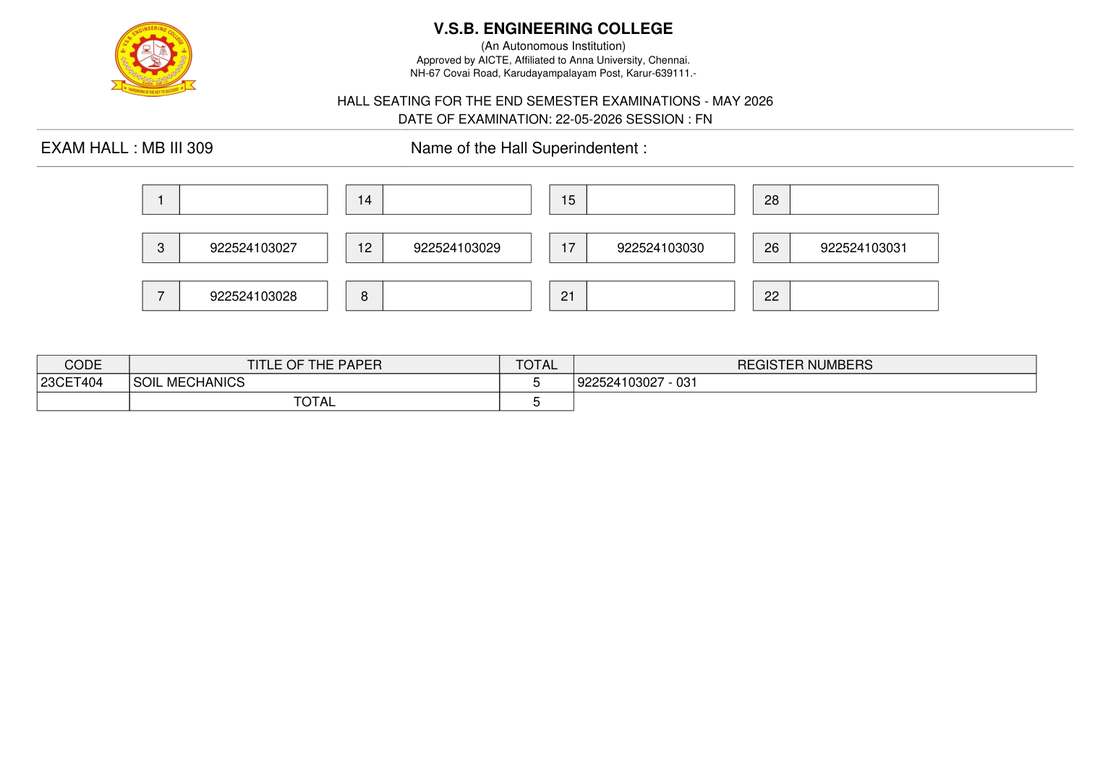 V.S.B. ENGINEERING COLLEGE
(An Autonomous Institution)
Approved by AICTE, Affiliated to Anna University, Chennai.
NH-67 Covai Road, Karudayampalayam Post, Karur-639111.-
HALL SEATING FOR THE END SEMESTER EXAMINATIONS - MAY 2026
DATE OF EXAMINATION: 22-05-2026 SESSION : FN
EXAM HALL : MB III 309 Name of the Hall Superindentent :
1 14 15 28
3 922524103027 12 922524103029 17 922524103030 26 922524103031
7 922524103028 8 21 22
CODE TITLE OF THE PAPER TOTAL REGISTER NUMBERS
23CET404 SOIL MECHANICS 5 922524103027 - 031
TOTAL 5